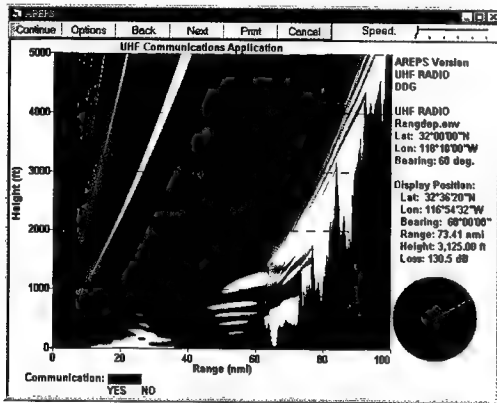 AREPS
Continue Options Back Next Print Cancel Speed.
UHF Communications Application
AREPS Version
UHF RADIO
DDG
UHF RADIO
Rangdep.env
Lat: 32°00'00"N
Lon: 118°18'00"W
Bearing: 60 deg.
Display Position:
Lat: 32°36'20"N
Lon: 116°54'32"W
Bearing: 60°00'00"
Range: 73.41 nmi
Height: 3,125.00 ft
Loss: 130.5 dB
Height (ft)
5000
4000
3000
2000
1000
0
0 20 40 60 80 100
Range (nmi)
Communication:
YES NO